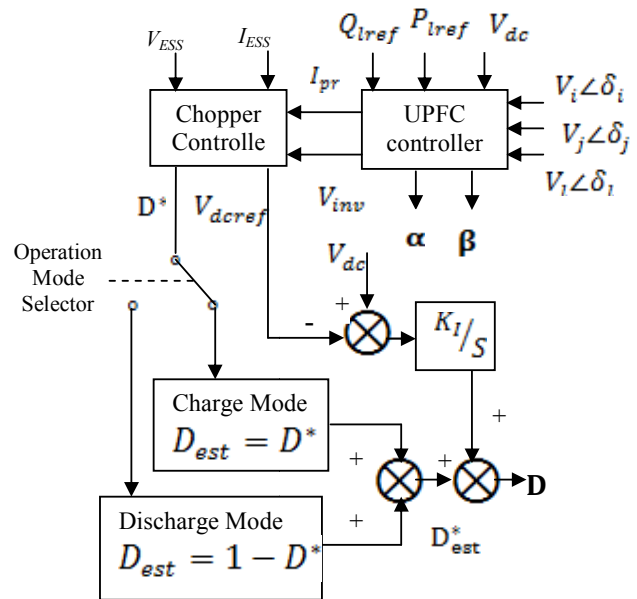 V_ESS I_ESS Q_lref P_lref V_dc
I_pr
Chopper
Controlle
UPFC
controller
V_i∠δ_i
V_j∠δ_j
V_l∠δ_l
D*
V_dcref
V_inv
α β
Operation
Mode
Selector
V_dc
+
-
K_I/S
+
Charge Mode
D_est = D*
+
+
D
Discharge Mode
D_est = 1 − D*
+
D*_est